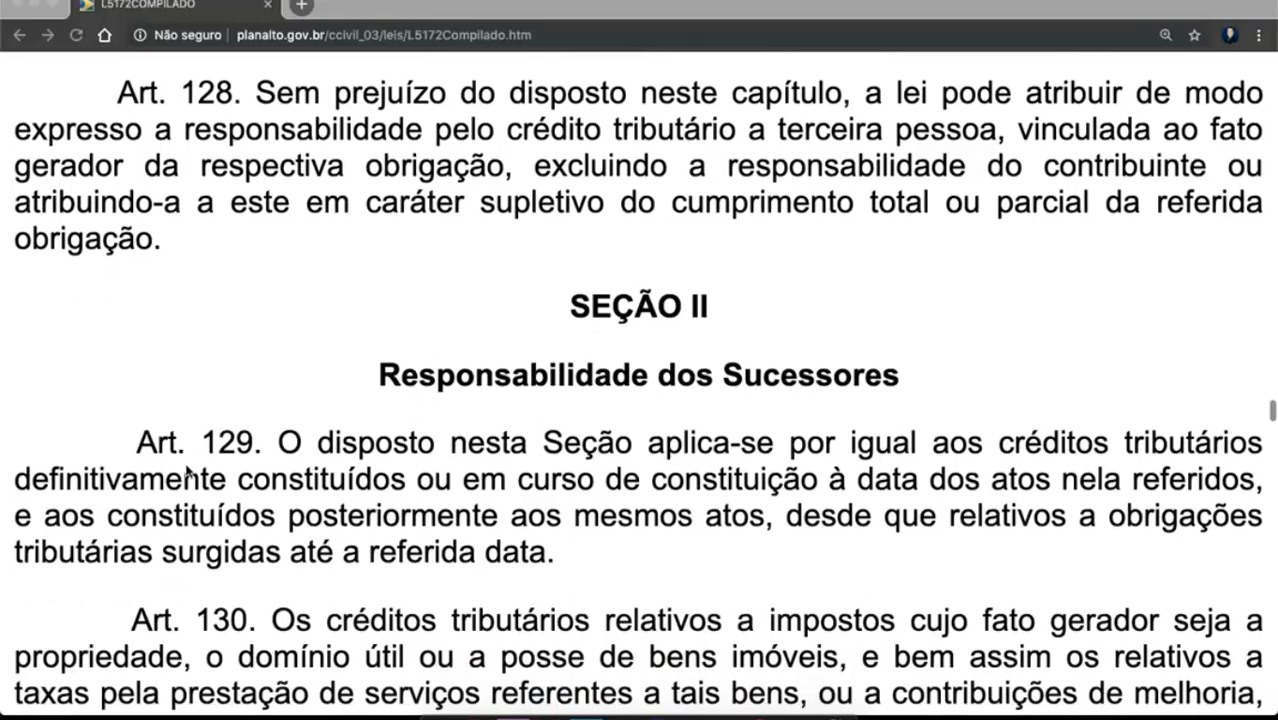 L5172COMPILADO
Não seguro planalto.gov.br/ccivil_03/leis/L5172Compilado.htm
Art. 128. Sem prejuízo do disposto neste capítulo, a lei pode atribuir de modo
expresso a responsabilidade pelo crédito tributário a terceira pessoa, vinculada ao fato
gerador da respectiva obrigação, excluindo a responsabilidade do contribuinte ou
atribuindo-a a este em caráter supletivo do cumprimento total ou parcial da referida
obrigação.
SEÇÃO II
Responsabilidade dos Sucessores
Art. 129. O disposto nesta Seção aplica-se por igual aos créditos tributários
definitivamente constituídos ou em curso de constituição à data dos atos nela referidos,
e aos constituídos posteriormente aos mesmos atos, desde que relativos a obrigações
tributárias surgidas até a referida data.
Art. 130. Os créditos tributários relativos a impostos cujo fato gerador seja a
propriedade, o domínio útil ou a posse de bens imóveis, e bem assim os relativos a
taxas pela prestação de serviços referentes a tais bens, ou a contribuições de melhoria,